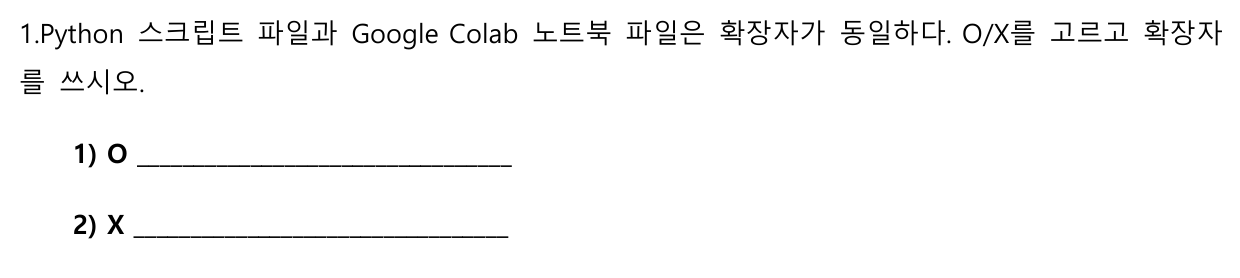 1.Python 스크립트 파일과 Google Colab 노트북 파일은 확장자가 동일하다. O/X를 고르고 확장자
를 쓰시오.
1) O ______________________________
2) X ______________________________